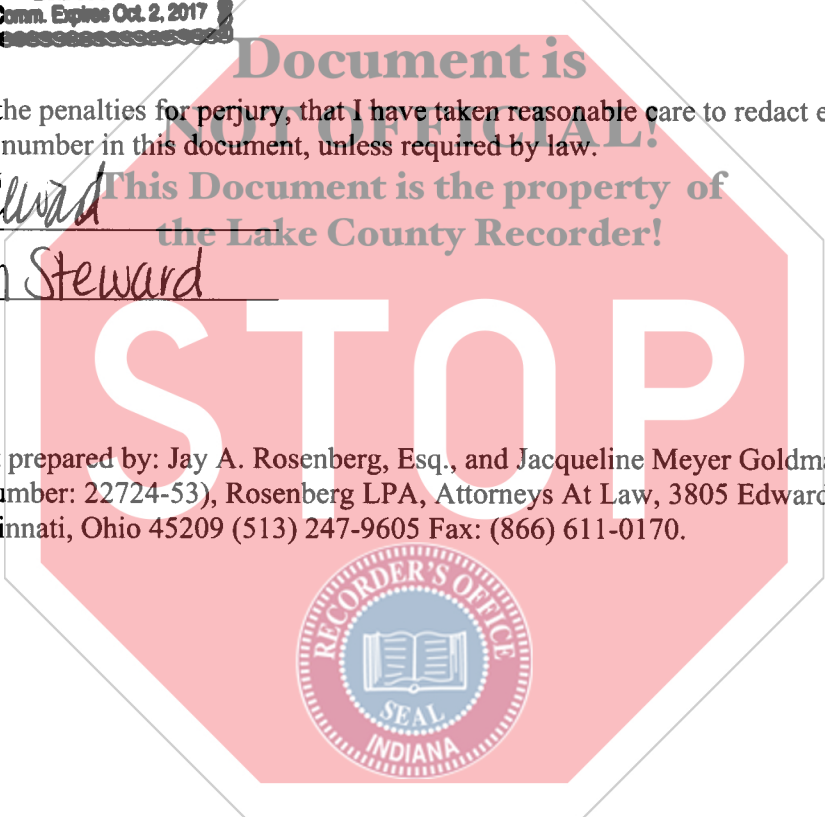 Comm. Expires Oct. 2, 2017
Document is
the penalties for perjury, that I have taken reasonable care to redact e
NOT OFFICIAL!
number in this document, unless required by law.
This Document is the property of
the Lake County Recorder!
Steward
STOP
prepared by: Jay A. Rosenberg, Esq., and Jacqueline Meyer Goldma
umber: 22724-53), Rosenberg LPA, Attorneys At Law, 3805 Edward
innati, Ohio 45209 (513) 247-9605 Fax: (866) 611-0170.
RECORDER'S OFFICE
SEAL
INDIANA